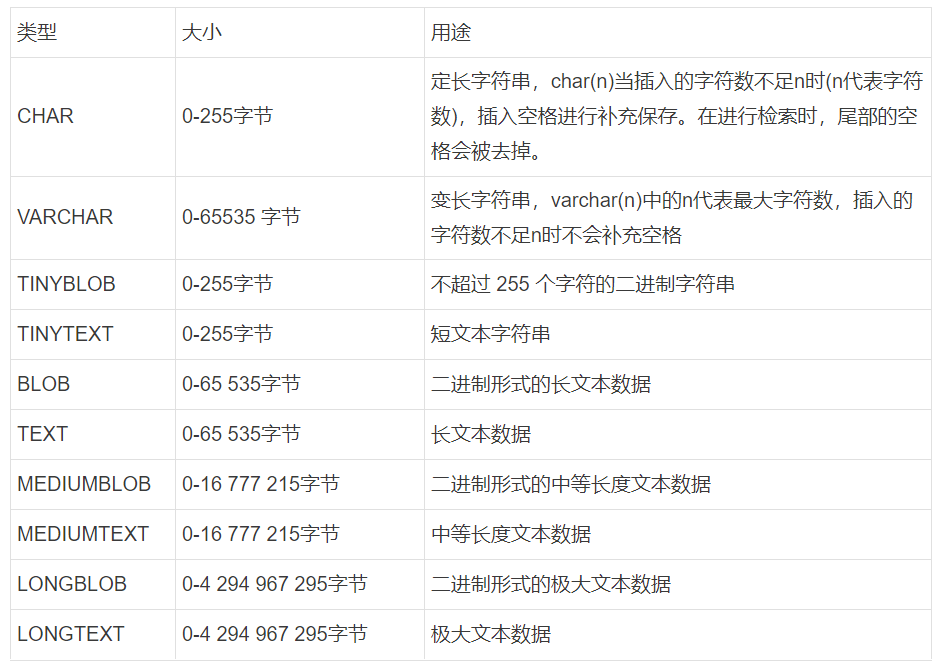 类型 大小 用途
CHAR 0-255字节 定长字符串，char(n)当插入的字符数不足n时(n代表字符
数)，插入空格进行补充保存。在进行检索时，尾部的空
格会被去掉。
VARCHAR 0-65535 字节 变长字符串，varchar(n)中的n代表最大字符数，插入的
字符数不足n时不会补充空格
TINYBLOB 0-255字节 不超过 255 个字符的二进制字符串
TINYTEXT 0-255字节 短文本字符串
BLOB 0-65 535字节 二进制形式的长文本数据
TEXT 0-65 535字节 长文本数据
MEDIUMBLOB 0-16 777 215字节 二进制形式的中等长度文本数据
MEDIUMTEXT 0-16 777 215字节 中等长度文本数据
LONGBLOB 0-4 294 967 295字节 二进制形式的极大文本数据
LONGTEXT 0-4 294 967 295字节 极大文本数据